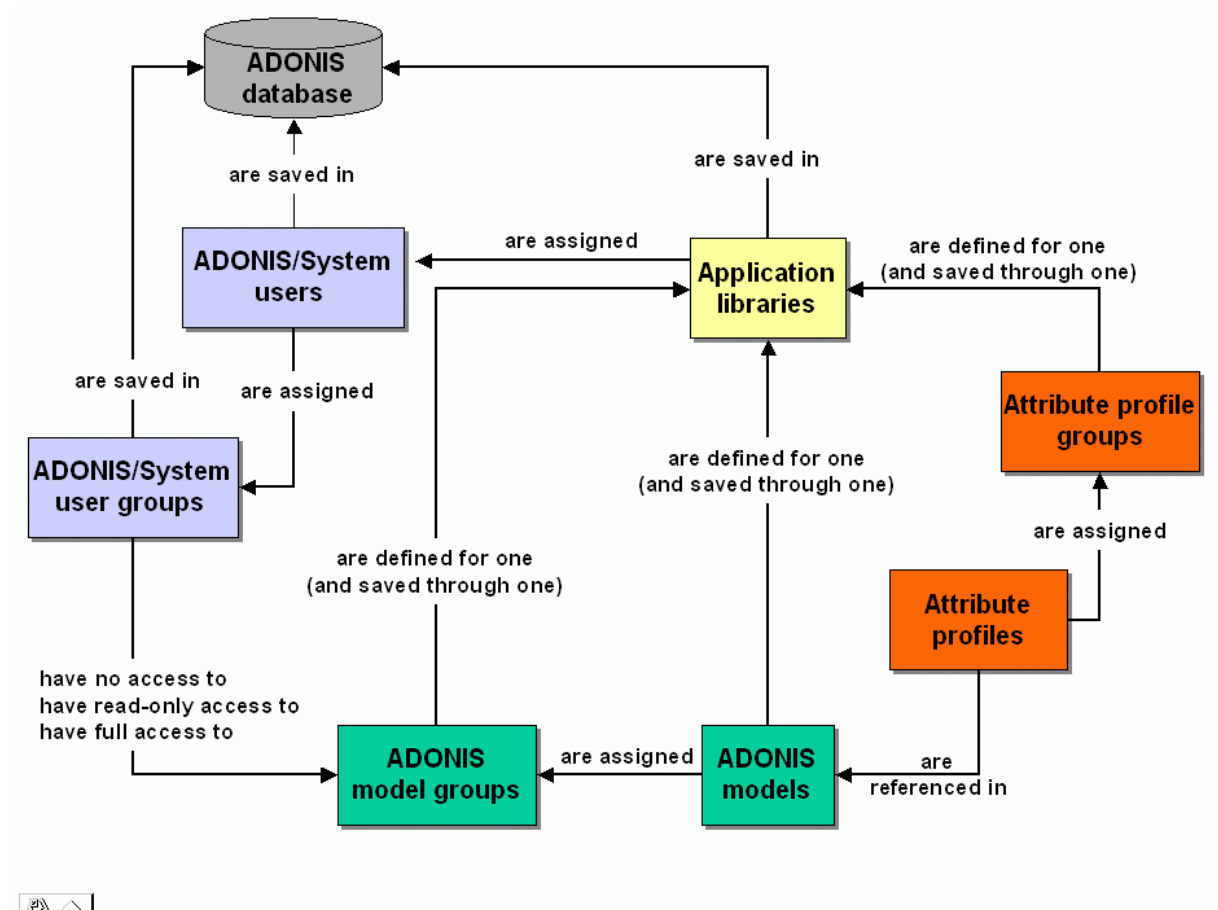 ADONIS
database
are saved in
are saved in
are assigned
ADONIS/System
users
Application
libraries
are defined for one
(and saved through one)
are saved in
are assigned
Attribute profile
groups
ADONIS/System
user groups
are defined for one
(and saved through one)
are assigned
are defined for one
(and saved through one)
Attribute
profiles
have no access to
have read-only access to
have full access to
ADONIS
model groups
are assigned
ADONIS
models
are
referenced in